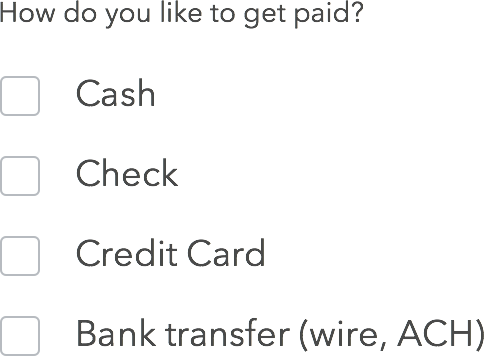 How do you like to get paid?
Cash
Check
Credit Card
Bank transfer (wire, ACH)